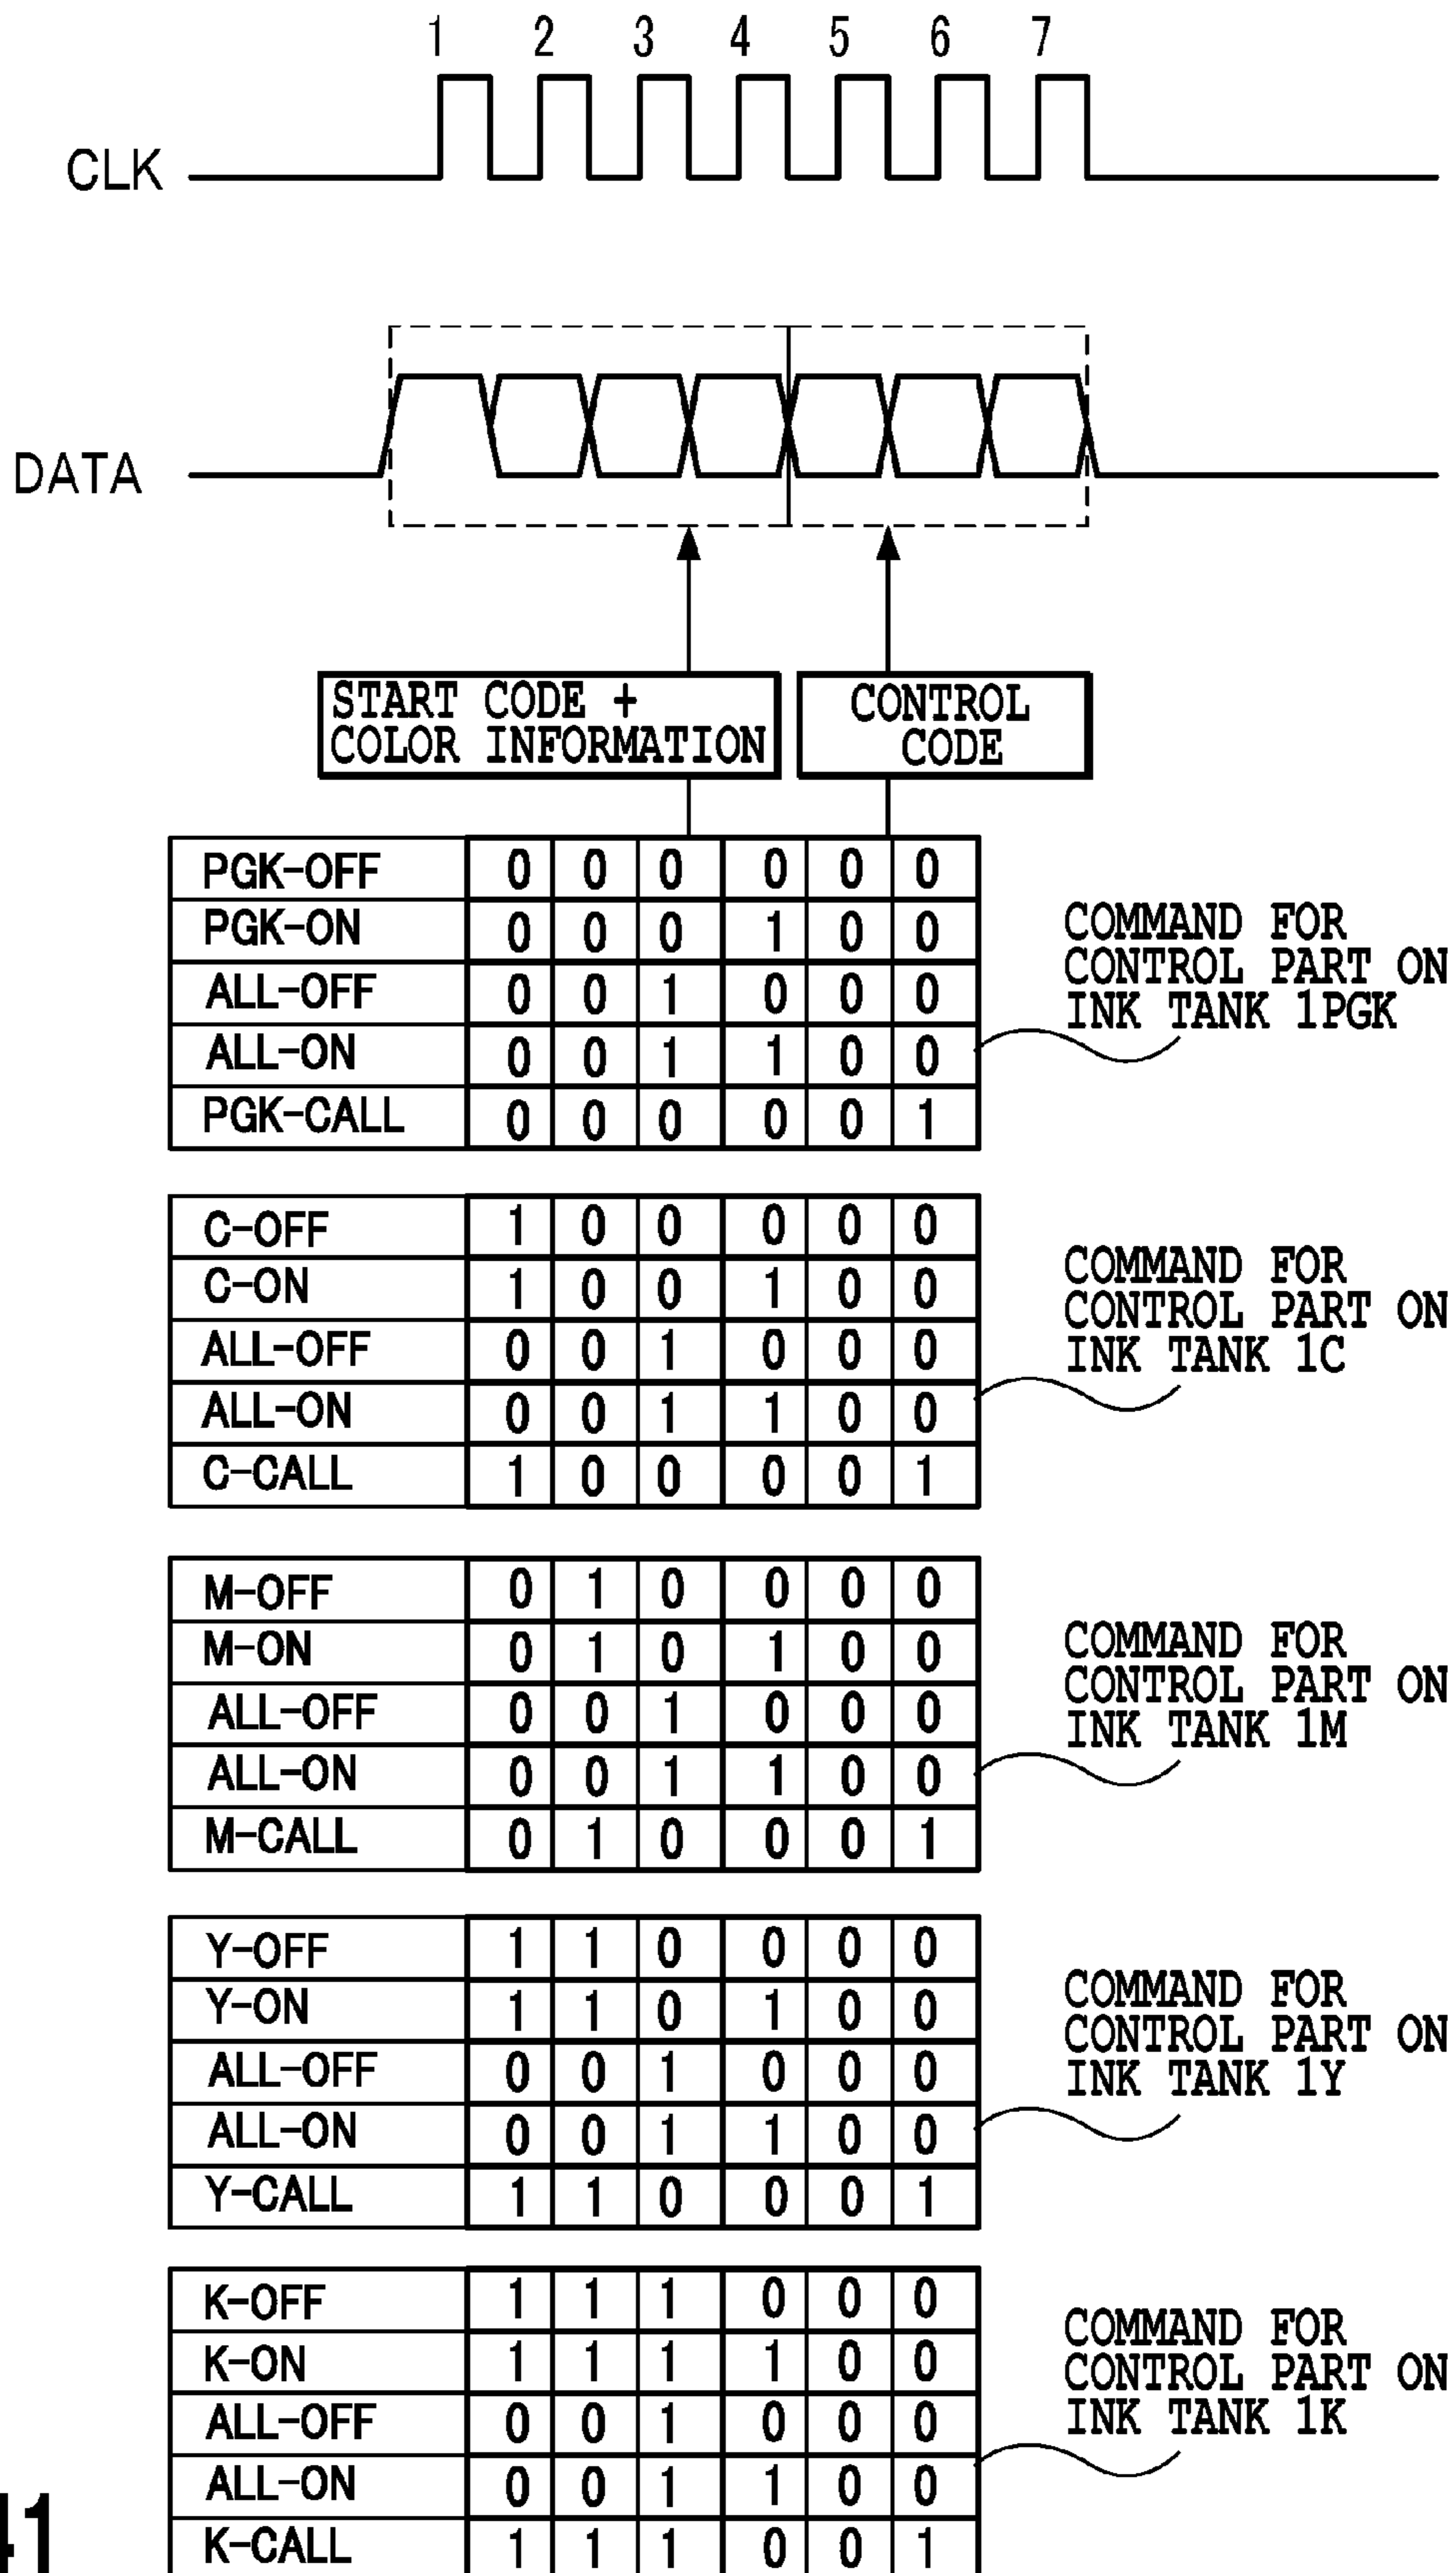 1 2 3 4 5 6 7
CLK
DATA
START CODE +
COLOR INFORMATION
CONTROL
CODE
PGK-OFF 0 0 0 0 0 0
PGK-ON 0 0 0 1 0 0
ALL-OFF 0 0 1 0 0 0
ALL-ON 0 0 1 1 0 0
PGK-CALL 0 0 0 0 0 1
COMMAND FOR
CONTROL PART ON
INK TANK 1PGK
C-OFF 1 0 0 0 0 0
C-ON 1 0 0 1 0 0
ALL-OFF 0 0 1 0 0 0
ALL-ON 0 0 1 1 0 0
C-CALL 1 0 0 0 0 1
COMMAND FOR
CONTROL PART ON
INK TANK 1C
M-OFF 0 1 0 0 0 0
M-ON 0 1 0 1 0 0
ALL-OFF 0 0 1 0 0 0
ALL-ON 0 0 1 1 0 0
M-CALL 0 1 0 0 0 1
COMMAND FOR
CONTROL PART ON
INK TANK 1M
Y-OFF 1 1 0 0 0 0
Y-ON 1 1 0 1 0 0
ALL-OFF 0 0 1 0 0 0
ALL-ON 0 0 1 1 0 0
Y-CALL 1 1 0 0 0 1
COMMAND FOR
CONTROL PART ON
INK TANK 1Y
K-OFF 1 1 1 0 0 0
K-ON 1 1 1 1 0 0
ALL-OFF 0 0 1 0 0 0
ALL-ON 0 0 1 1 0 0
K-CALL 1 1 1 0 0 1
COMMAND FOR
CONTROL PART ON
INK TANK 1K